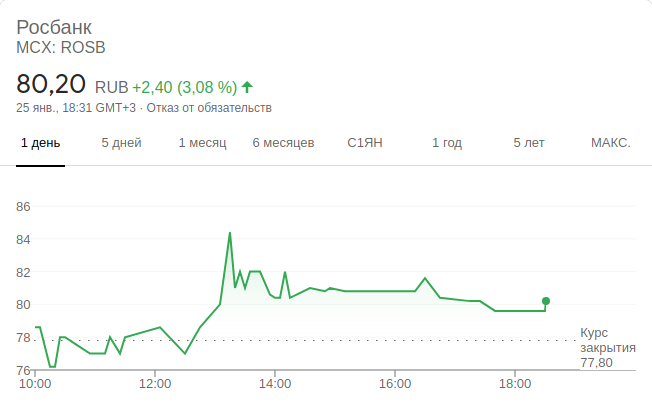 Росбанк
MCX: ROSB
80,20 RUB +2,40 (3,08 %)
25 янв., 18:31 GMT+3 · Отказ от обязательств
1 день 5 дней 1 месяц 6 месяцев С1ЯН 1 год 5 лет МАКС.
86
84
82
80
78
76
Курс
закрытия
77,80
10:00 12:00 14:00 16:00 18:00